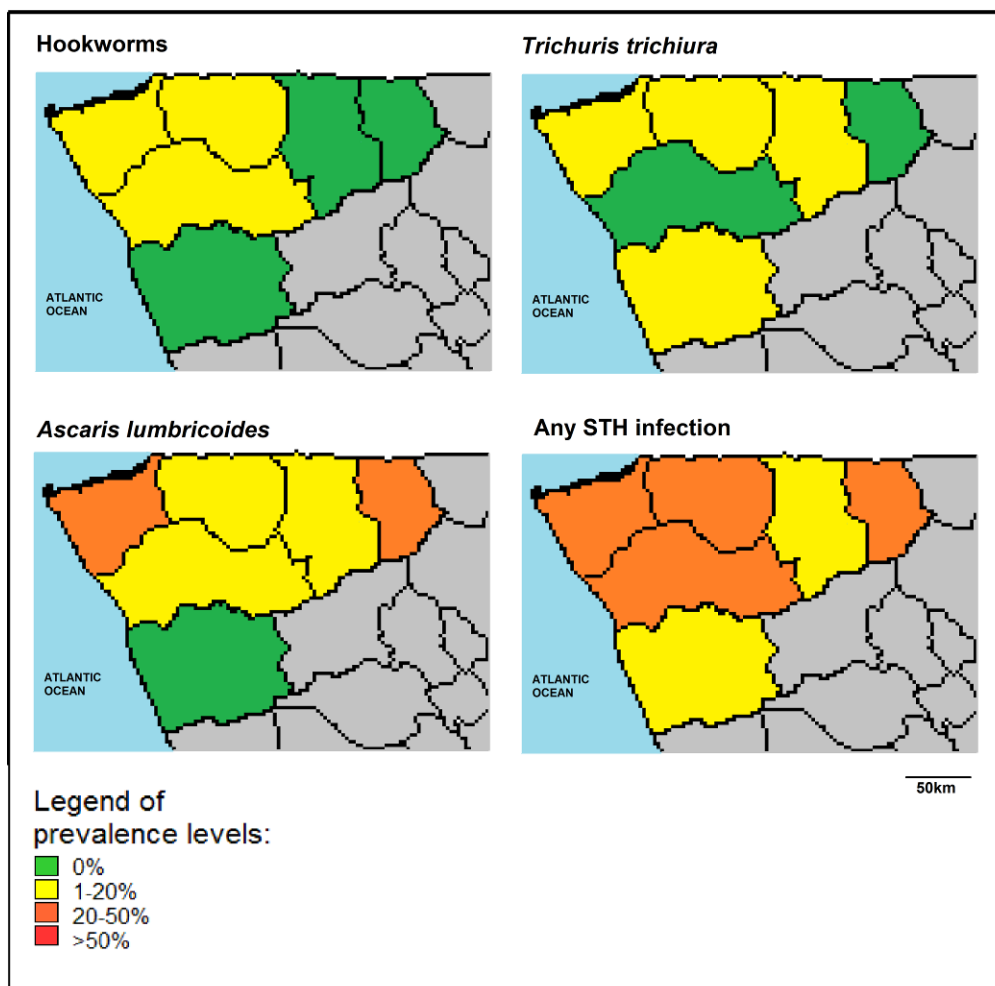 Hookworms
Trichuris trichiura
ATLANTIC
OCEAN
ATLANTIC
OCEAN
Ascaris lumbricoides
Any STH infection
ATLANTIC
OCEAN
ATLANTIC
OCEAN
50km
Legend of
prevalence levels:
0%
1-20%
20-50%
>50%